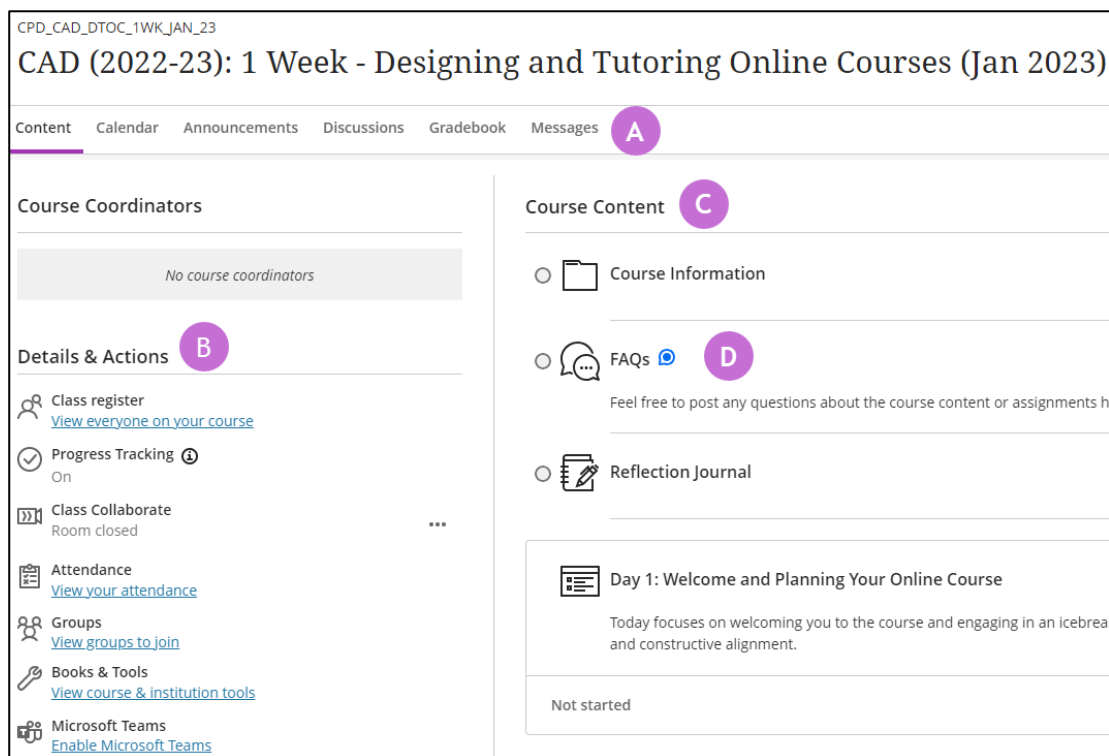 CPD_CAD_DTOC_1WK_JAN_23
CAD (2022-23): 1 Week - Designing and Tutoring Online Courses (Jan 2023)
Content Calendar Announcements Discussions Gradebook Messages A
Course Coordinators
No course coordinators
Details & Actions B
Class register
View everyone on your course
Progress Tracking
On
Class Collaborate
Room closed
Attendance
View your attendance
Groups
View groups to join
Books & Tools
View course & institution tools
Microsoft Teams
Enable Microsoft Teams
Course Content C
Course Information
FAQs D
Feel free to post any questions about the course content or assignments h
Reflection Journal
Day 1: Welcome and Planning Your Online Course
Today focuses on welcoming you to the course and engaging in an icebrea
and constructive alignment.
Not started